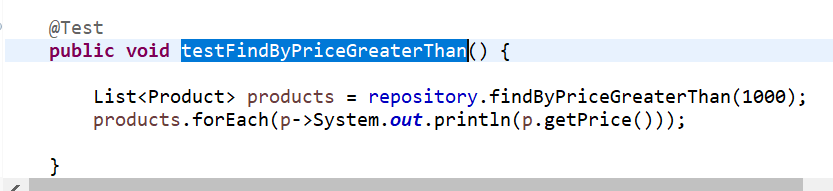 @Test
public void testFindByPriceGreaterThan() {
List<Product> products = repository.findByPriceGreaterThan(1000);
products.forEach(p->System.out.println(p.getPrice()));
}